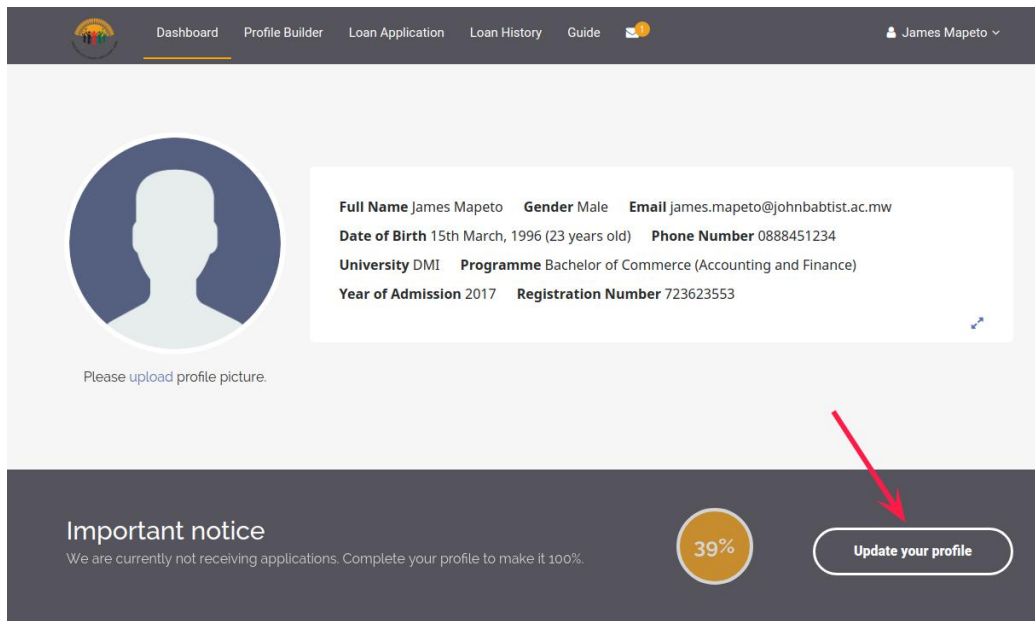 Dashboard Profile Builder Loan Application Loan History Guide 1 James Mapeto
Full Name James Mapeto Gender Male Email james.mapeto@johnbabtist.ac.mw
Date of Birth 15th March, 1996 (23 years old) Phone Number 0888451234
University DMI Programme Bachelor of Commerce (Accounting and Finance)
Year of Admission 2017 Registration Number 723623553
Please upload profile picture.
Important notice
We are currently not receiving applications. Complete your profile to make it 100%.
39%
Update your profile